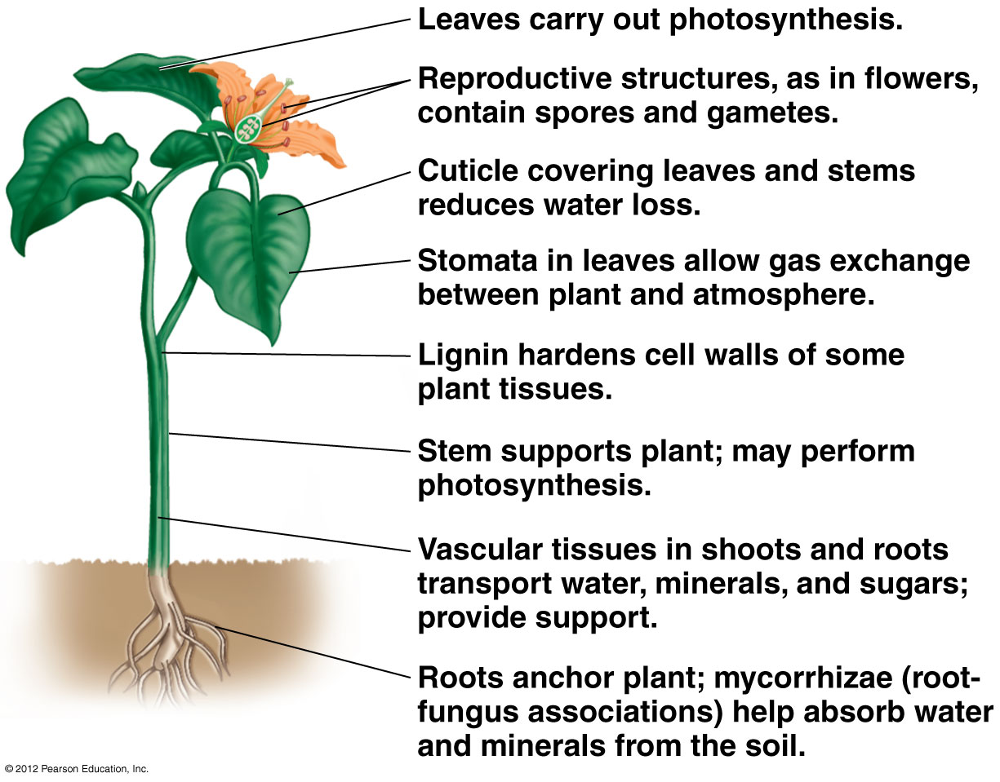 Leaves carry out photosynthesis.
Reproductive structures, as in flowers,
contain spores and gametes.
Cuticle covering leaves and stems
reduces water loss.
Stomata in leaves allow gas exchange
between plant and atmosphere.
Lignin hardens cell walls of some
plant tissues.
Stem supports plant; may perform
photosynthesis.
Vascular tissues in shoots and roots
transport water, minerals, and sugars;
provide support.
Roots anchor plant; mycorrhizae (root-
fungus associations) help absorb water
and minerals from the soil.
© 2012 Pearson Education, Inc.